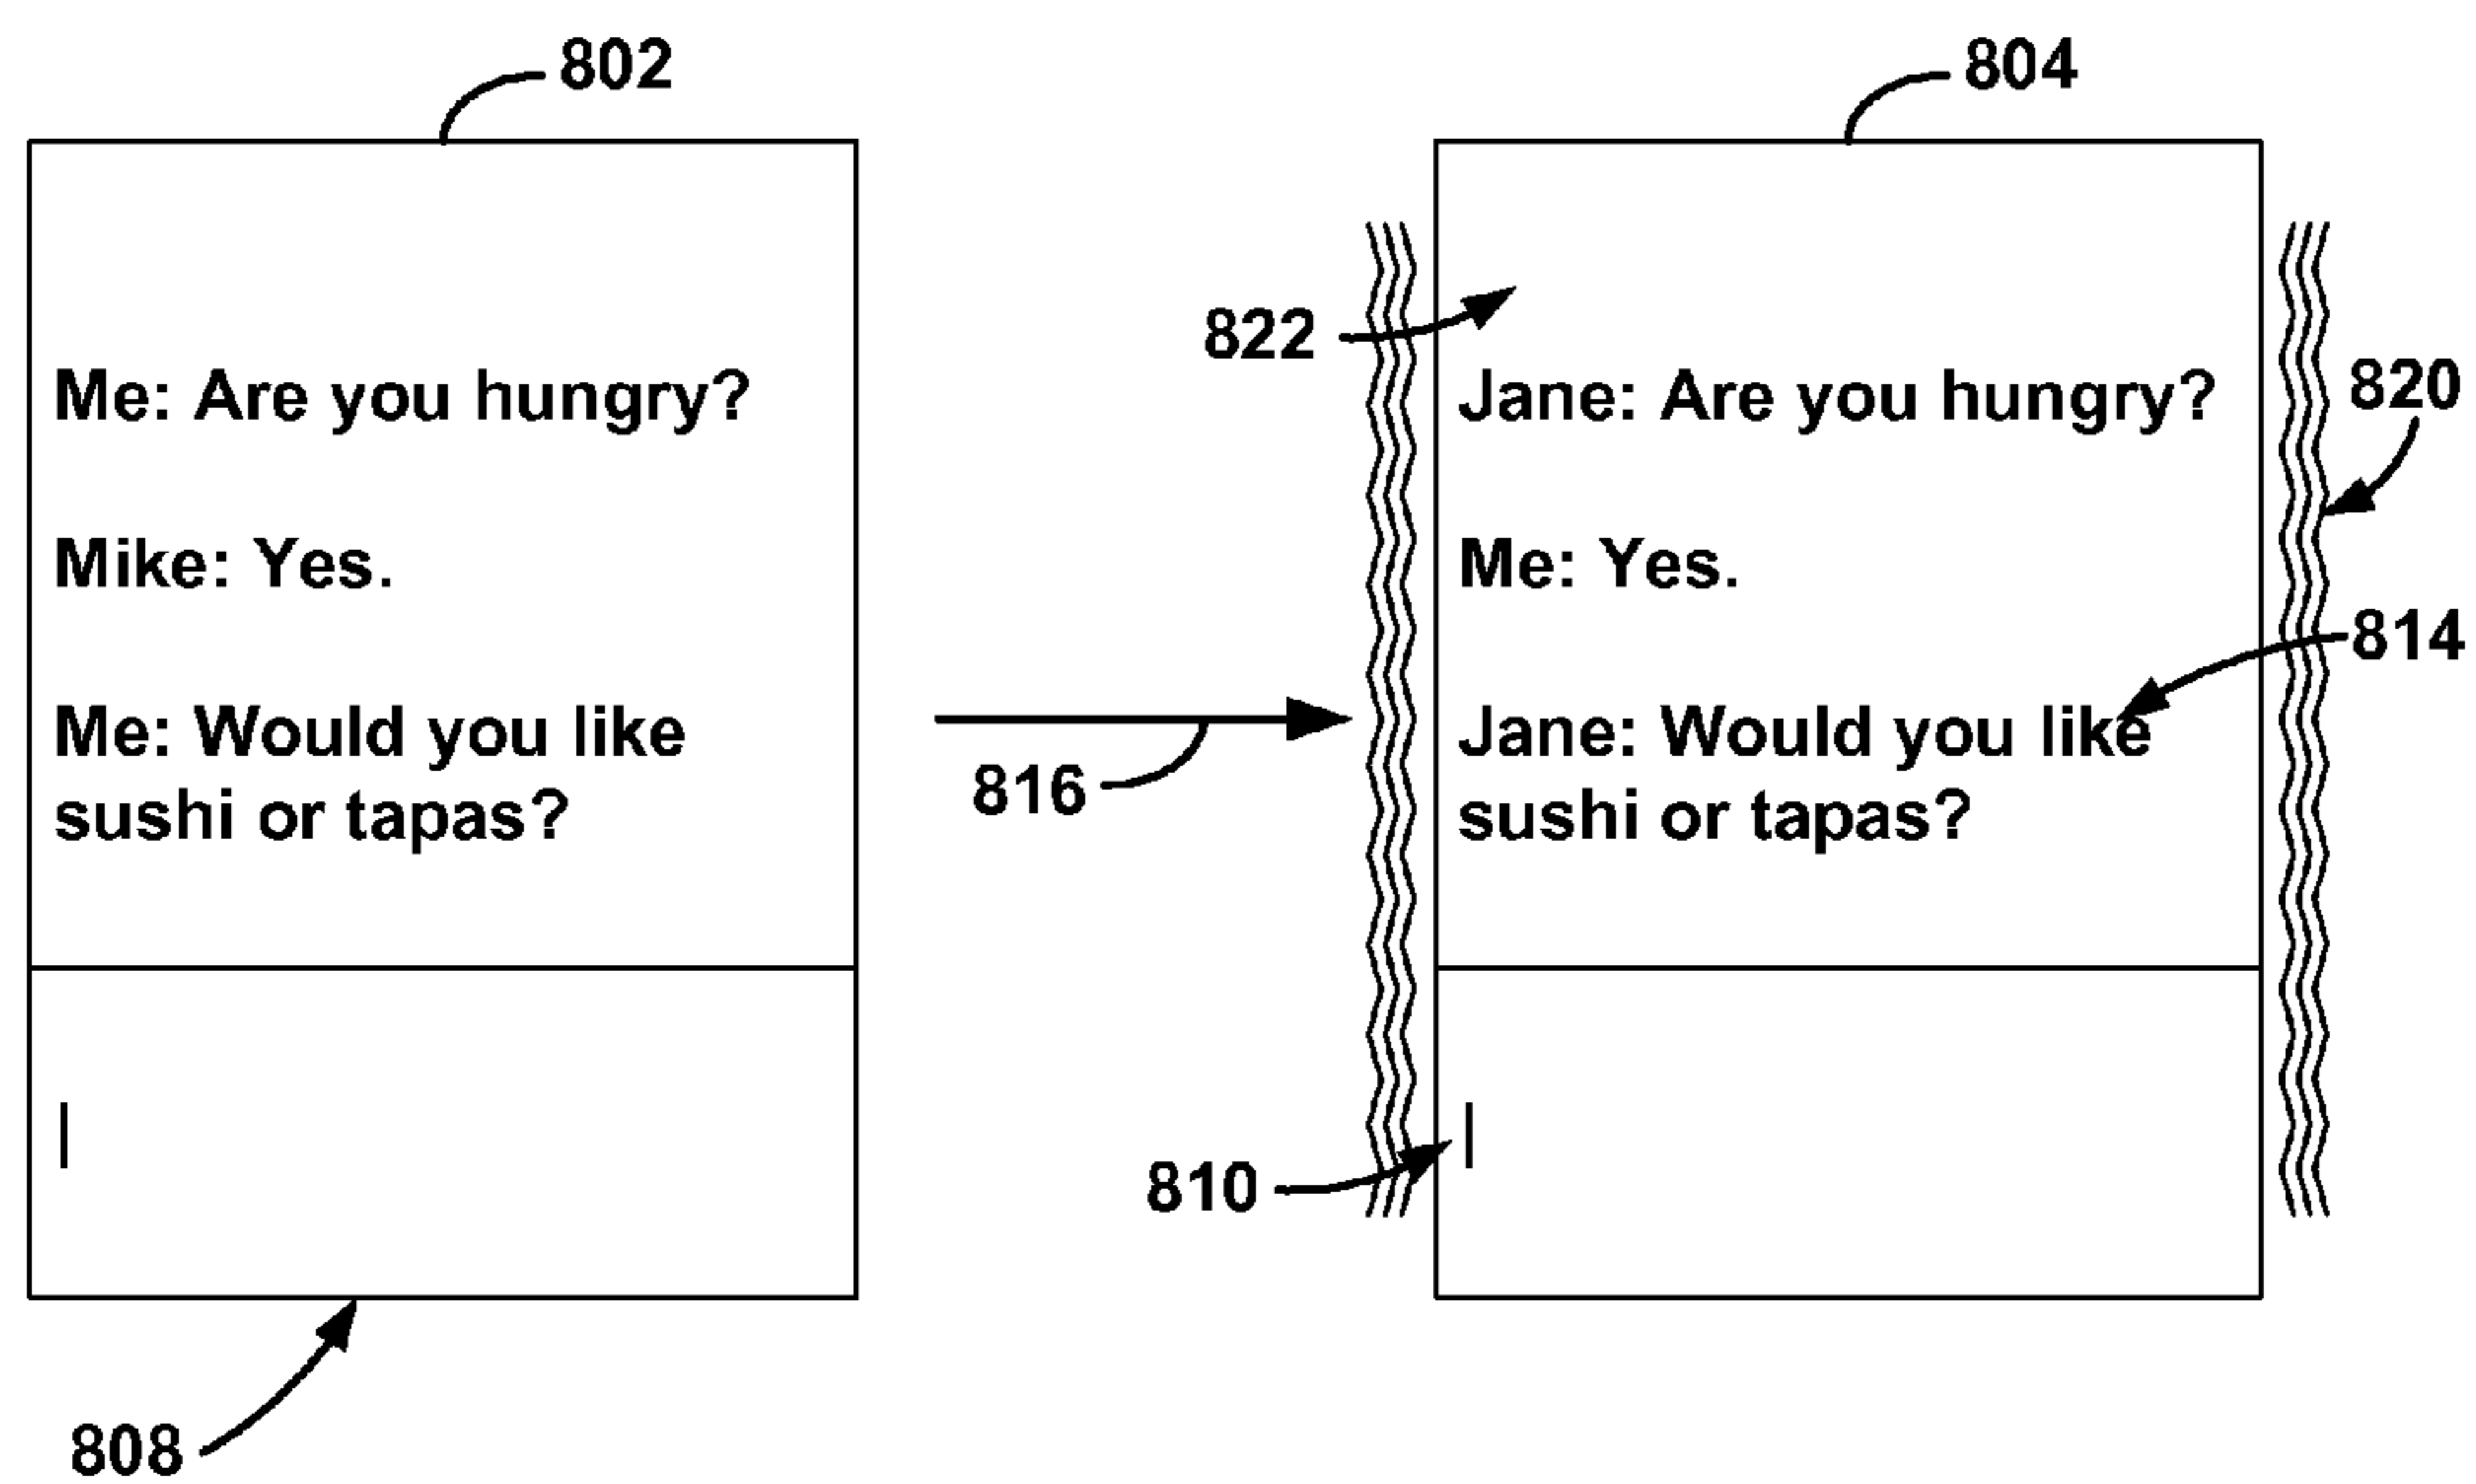 802
804
Me: Are you hungry?
Mike: Yes.
Me: Would you like
sushi or tapas?
|
808
816
822
Jane: Are you hungry?
Me: Yes.
Jane: Would you like
sushi or tapas?
|
820
814
810